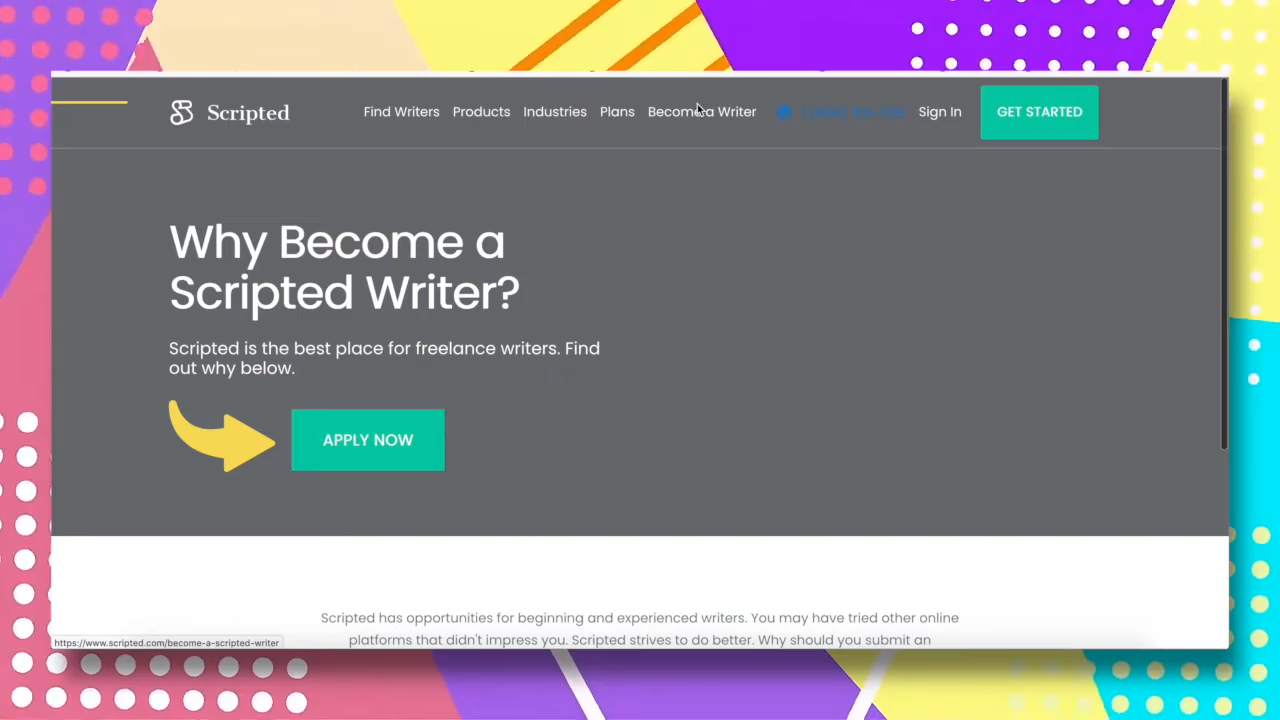 Scripted
Find Writers Products Industries Plans Become a Writer Sign In GET STARTED
Why Become a
Scripted Writer?
Scripted is the best place for freelance writers. Find
out why below.
APPLY NOW
Scripted has opportunities for beginning and experienced writers. You may have tried other online
platforms that didn't impress you. Scripted strives to do better. Why should you submit an
https://www.scripted.com/become-a-scripted-writer